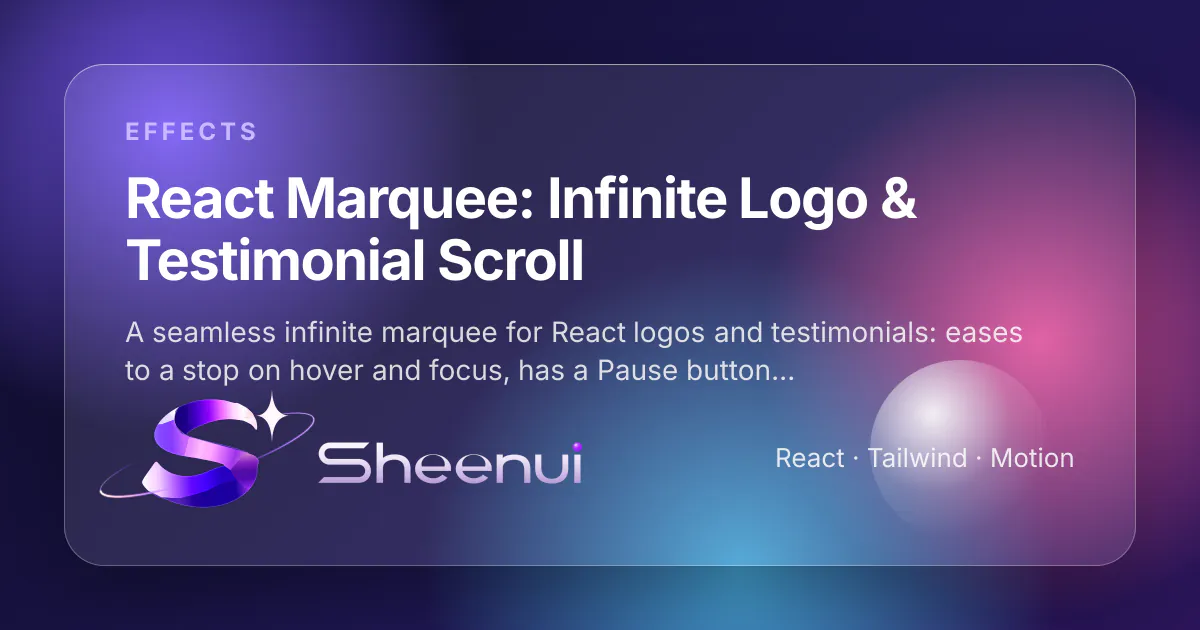 EFFECTS
React Marquee: Infinite Logo &
Testimonial Scroll
A seamless infinite marquee for React logos and testimonials: eases
to a stop on hover and focus, has a Pause button...
Sheenui
React · Tailwind · Motion